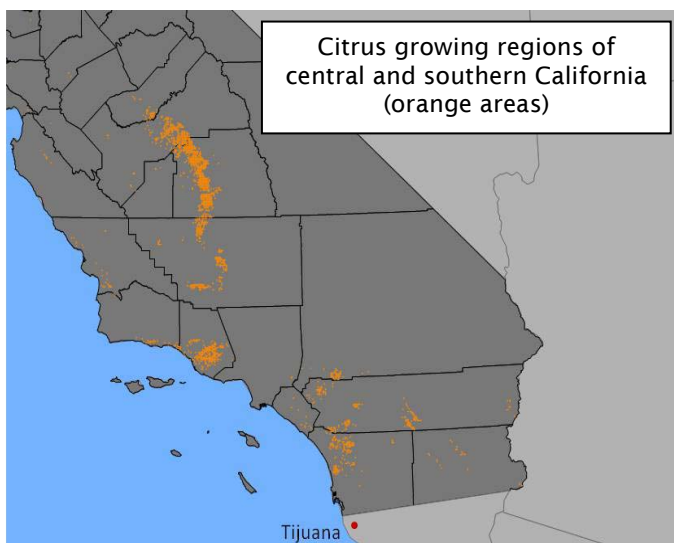 Citrus growing regions of
central and southern California
(orange areas)
Tijuana